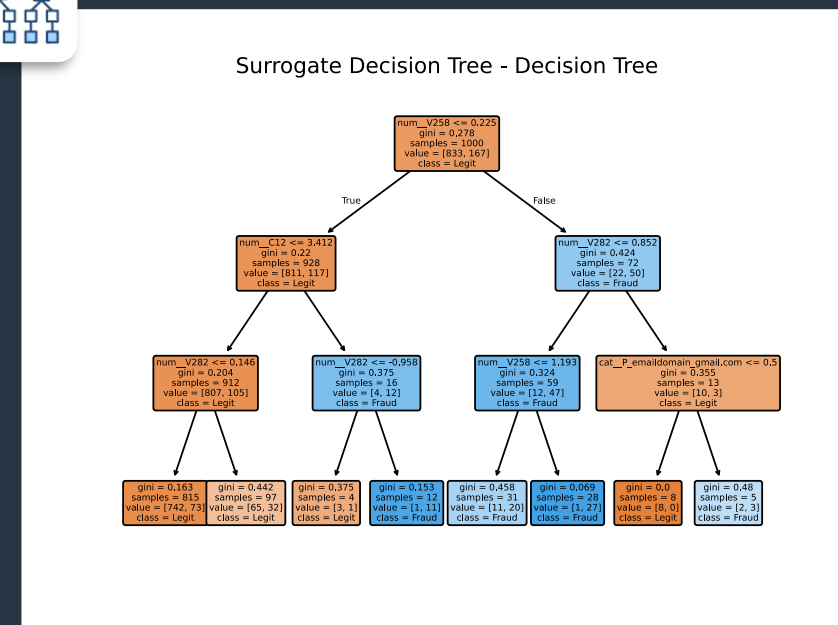 Surrogate Decision Tree - Decision Tree
num__V258 <= 0.225
gini = 0.278
samples = 1000
value = [833, 167]
class = Legit
True
False
num__C12 <= 3.412
gini = 0.22
samples = 928
value = [811, 117]
class = Legit
num__V282 <= 0.852
gini = 0.424
samples = 72
value = [22, 50]
class = Fraud
num__V282 <= 0.146
gini = 0.204
samples = 912
value = [807, 105]
class = Legit
num__V282 <= -0.958
gini = 0.375
samples = 16
value = [4, 12]
class = Fraud
num__V258 <= 1.193
gini = 0.324
samples = 59
value = [12, 47]
class = Fraud
cat__P_emaildomain_gmail.com <= 0.5
gini = 0.355
samples = 13
value = [10, 3]
class = Legit
gini = 0.163
samples = 815
value = [742, 73]
class = Legit
gini = 0.442
samples = 97
value = [65, 32]
class = Legit
gini = 0.375
samples = 4
value = [3, 1]
class = Legit
gini = 0.153
samples = 12
value = [1, 11]
class = Fraud
gini = 0.458
samples = 31
value = [11, 20]
class = Fraud
gini = 0.069
samples = 28
value = [1, 27]
class = Fraud
gini = 0.0
samples = 8
value = [8, 0]
class = Legit
gini = 0.48
samples = 5
value = [2, 3]
class = Fraud